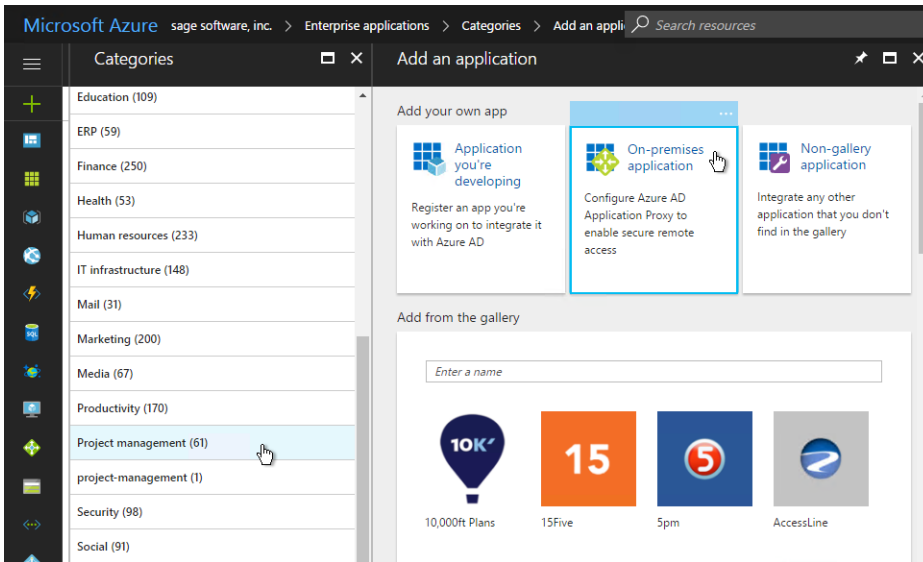 Microsoft Azure sage software, inc. > Enterprise applications > Categories > Add an appli Search resources
Categories
Education (109)
ERP (59)
Finance (250)
Health (53)
Human resources (233)
IT infrastructure (148)
Mail (31)
Marketing (200)
Media (67)
Productivity (170)
Project management (61)
project-management (1)
Security (98)
Social (91)
Add an application
Add your own app
Application
you're
developing
Register an app you're
working on to integrate it
with Azure AD
On-premises
application
Configure Azure AD
Application Proxy to
enable secure remote
access
Non-gallery
application
Integrate any other
application that you don't
find in the gallery
Add from the gallery
Enter a name
10K
15
5
10,000ft Plans
15Five
5pm
AccessLine
SQL